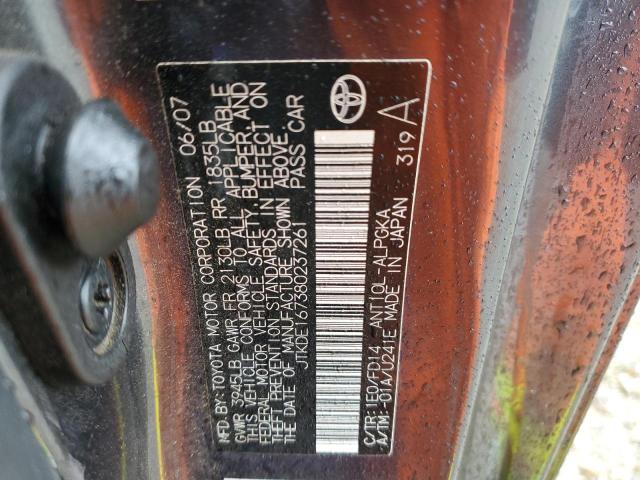 MFD. BY: TOYOTA MOTOR CORPORATION 06/07
GVWR 3945LB GAWR FR 2130LB RR 1835LB
THIS VEHICLE CONFORMS TO ALL APPLICABLE
FEDERAL MOTOR VEHICLE SAFETY, BUMPER, AND
THEFT PREVENTION STANDARDS IN EFFECT ON
THE DATE OF MANUFACTURE SHOWN ABOVE.
JTKDE167380237261 PASS CAR
C/TR: 1E0/FD14 ANT10L-ALPGKA 319 A
A/TM: -01A/U241E MADE IN JAPAN